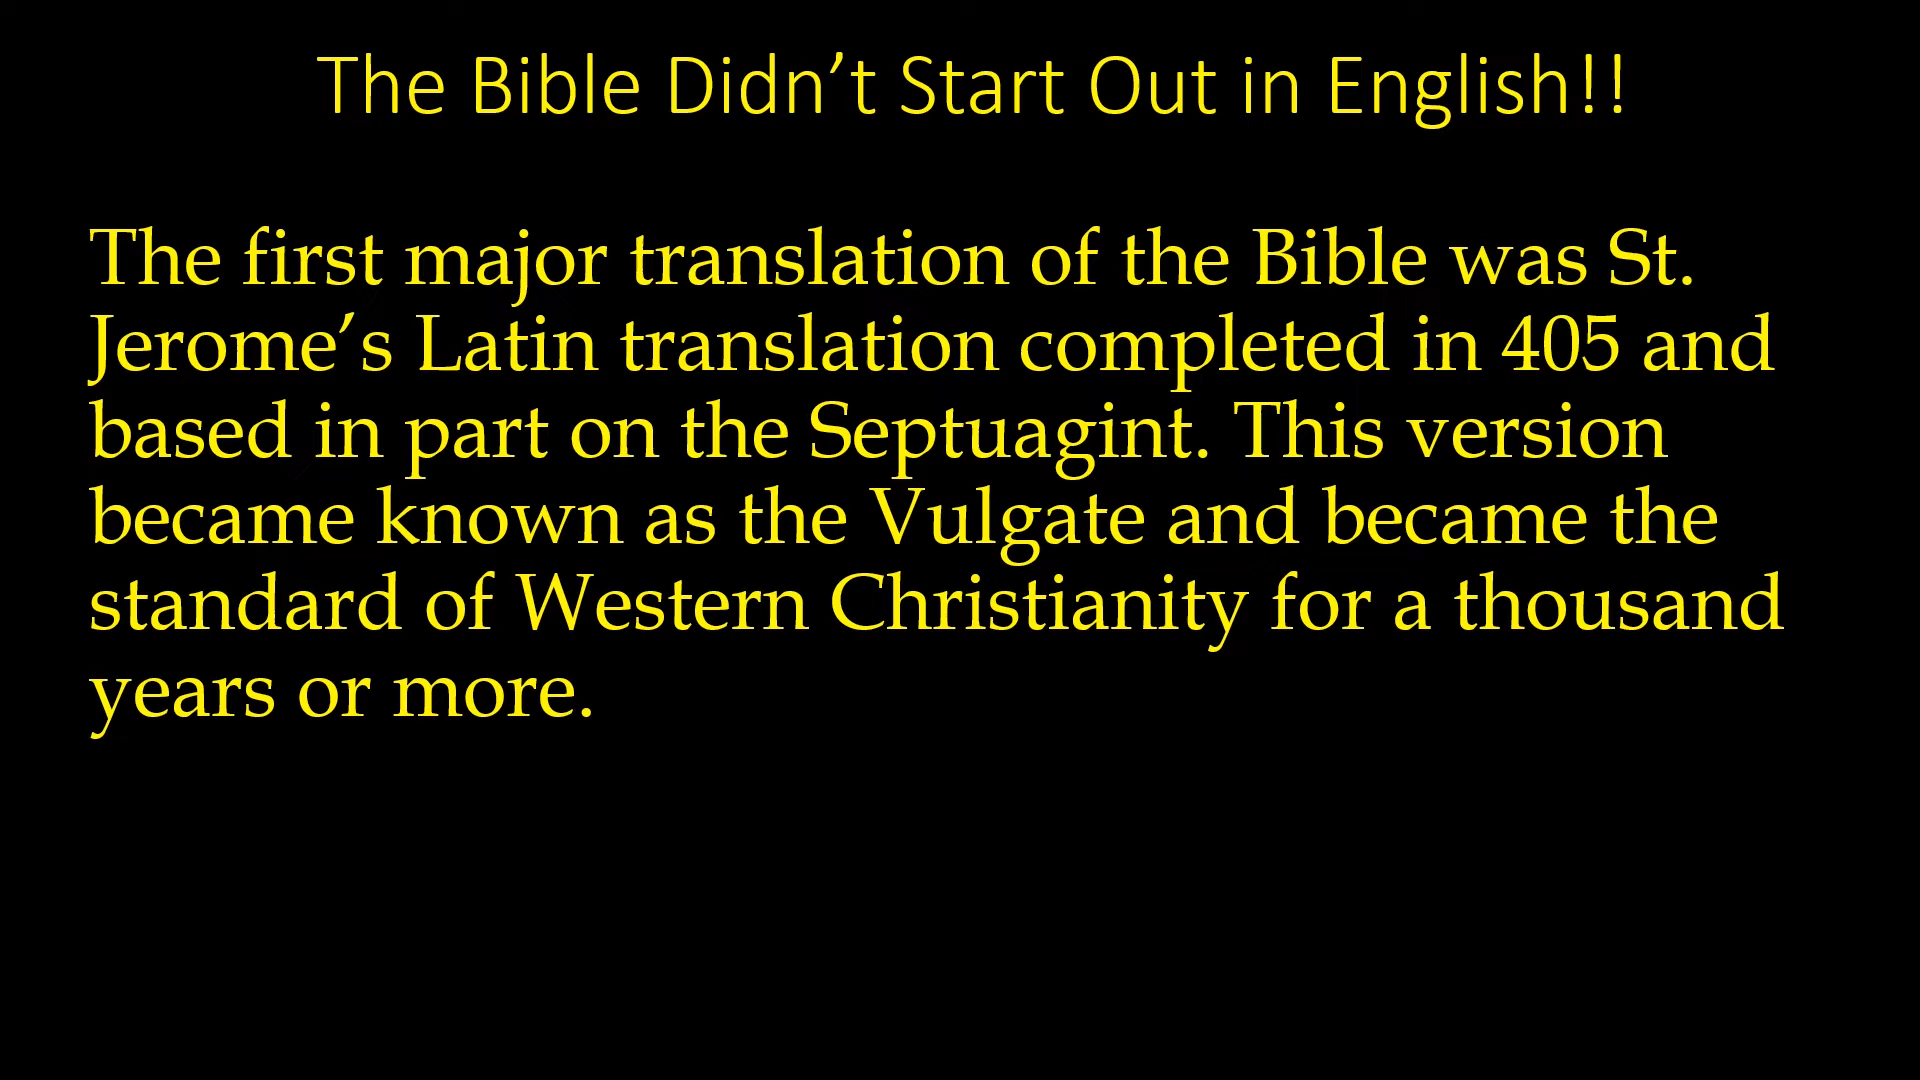 The Bible Didn’t Start Out in English!!
The first major translation of the Bible was St.
Jerome’s Latin translation completed in 405 and
based in part on the Septuagint. This version
became known as the Vulgate and became the
standard of Western Christianity for a thousand
years or more.